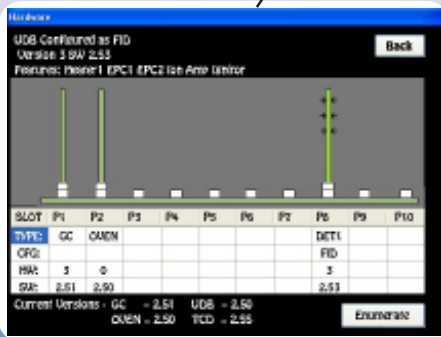 Hardware
UDB Configured as FID
Back
Version 3 SW 2.53
Features: Heater1 EPC1 EPC2 Ion Amp Ignitor
SLOT P1 P2 P3 P4 P5 P6 P7 P8 P9 P10
TYPE: GC OVEN DET1
CFG: FID
HW: 3 0 3
SW: 2.51 2.50 2.53
Current Versions - GC - 2.51 UDB - 2.50
OVEN - 2.50 TCD - 2.55
Enumerate